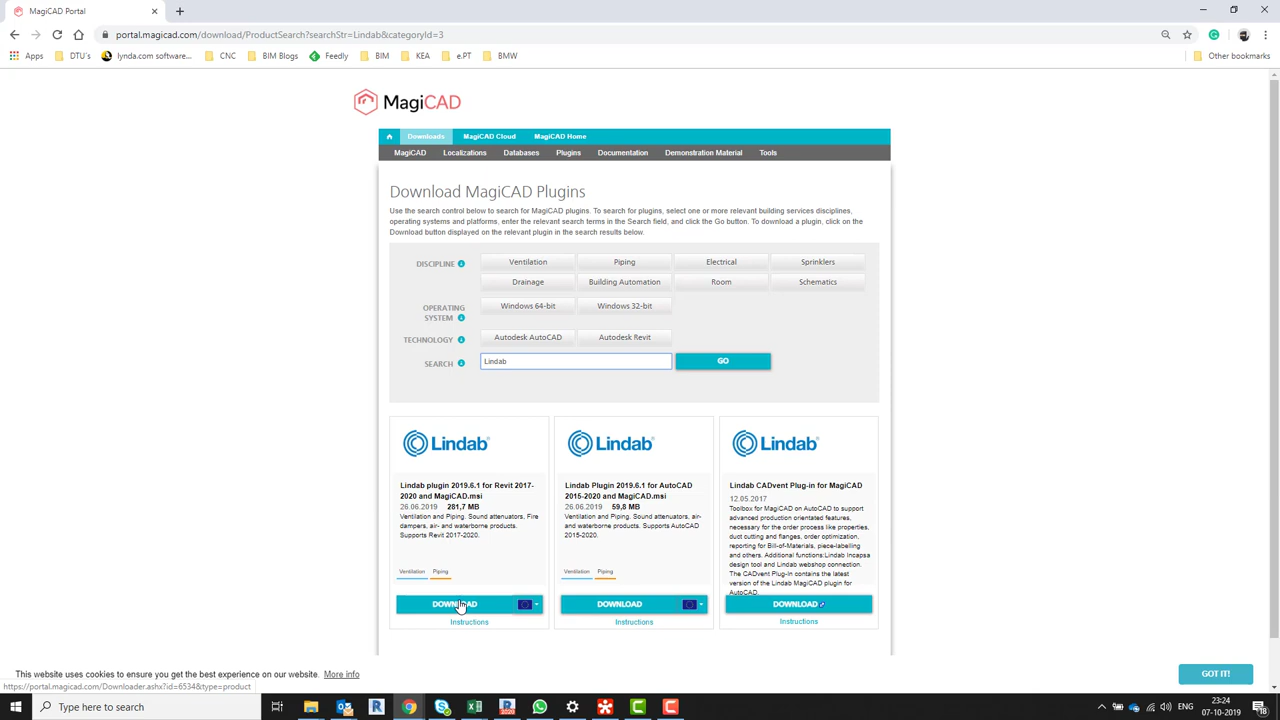 MagiCAD Portal
portal.magicad.com/download/ProductSearch?searchStr=Lindab&categoryId=3
Apps DTU's lynda.com software... CNC BIM Blogs Feedly BIM KEA e.PT BMW Other bookmarks
MagiCAD
Downloads MagiCAD Cloud MagiCAD Home
MagiCAD Localizations Databases Plugins Documentation Demonstration Material Tools
Download MagiCAD Plugins
Use the search control below to search for MagiCAD plugins. To search for plugins, select one or more relevant building services disciplines,
operating systems and platforms, enter the relevant search terms in the Search field, and click the Go button. To download a plugin, click on the
Download button displayed on the relevant plugin in the search results below.
DISCIPLINE Ventilation Piping Electrical Sprinklers
Drainage Building Automation Room Schematics
OPERATING
SYSTEM Windows 64-bit Windows 32-bit
TECHNOLOGY Autodesk AutoCAD Autodesk Revit
SEARCH Lindab GO
Lindab
Lindab plugin 2019.6.1 for Revit 2017-
2020 and MagiCAD.msi
26.06.2019 281,7 MB
Ventilation and Piping. Sound attenuators, Fire
dampers, air- and waterborne products.
Supports Revit 2017-2020.
Ventilation Piping
DOWNLOAD
Instructions
Lindab
Lindab Plugin 2019.6.1 for AutoCAD
2015-2020 and MagiCAD.msi
26.06.2019 59,8 MB
Ventilation and Piping. Sound attenuators, air-
and waterborne products. Supports AutoCAD
2015-2020.
Ventilation Piping
DOWNLOAD
Instructions
Lindab
Lindab CADvent Plug-in for MagiCAD
12.05.2017
Toolbox for MagiCAD on AutoCAD to support
advanced production orientated features,
necessary for the order process like properties,
duct cutting and flanges, order optimization,
reporting for Bill-of-Materials, piece-labelling
and others. Additional functions:Lindab Incapsa
design tool and Lindab webshop connection.
The CADvent Plug-In contains the latest
version of the Lindab MagiCAD plugin for
AutoCAD.
DOWNLOAD
Instructions
This website uses cookies to ensure you get the best experience on our website. More info GOT IT!
https://portal.magicad.com/Downloader.ashx?id=6534&type=product
Type here to search
ENG
23:24
07-10-2019
18